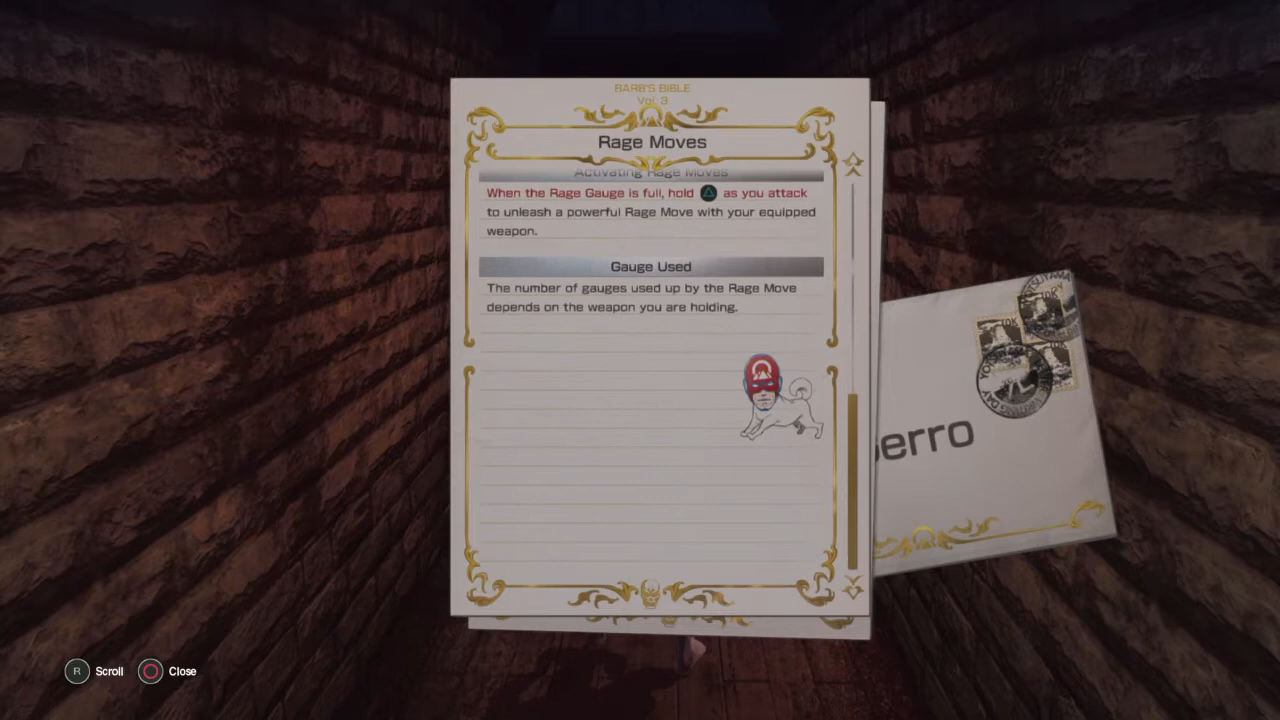 BARB'S BIBLE
Vol. 3
Rage Moves
Activating Rage Moves
When the Rage Gauge is full, hold as you attack
to unleash a powerful Rage Move with your equipped
weapon.
Gauge Used
The number of gauges used up by the Rage Move
depends on the weapon you are holding.
erro
R Scroll Close